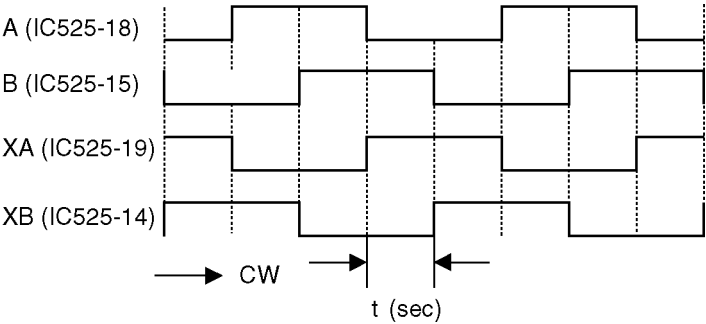 A (IC525-18)
B (IC525-15)
XA (IC525-19)
XB (IC525-14)
CW
t (sec)